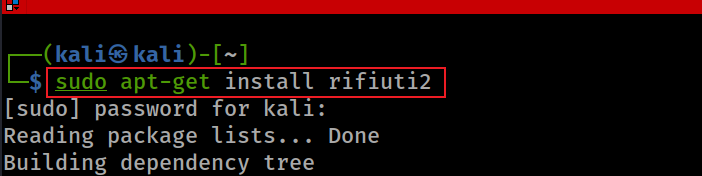 ┌──(kali㉿kali)-[~]
└─$ sudo apt-get install rifiuti2
[sudo] password for kali:
Reading package lists... Done
Building dependency tree